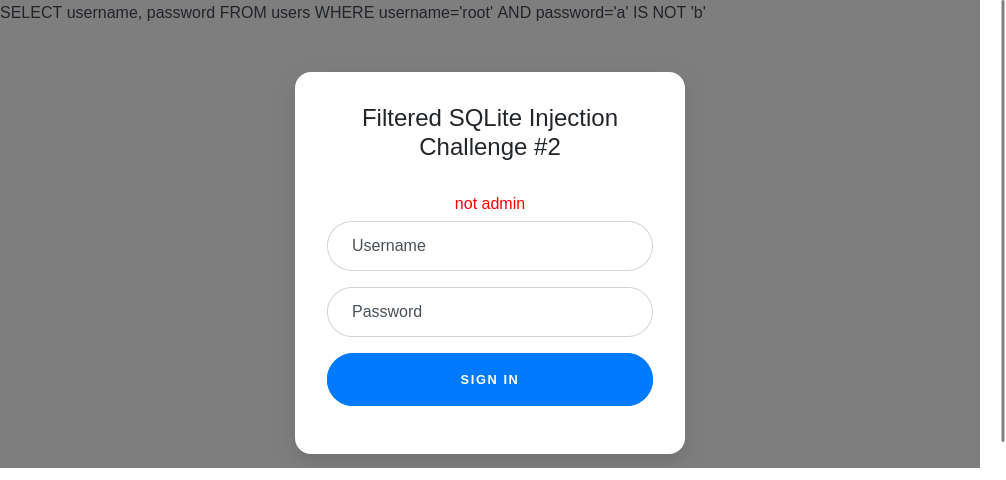 SELECT username, password FROM users WHERE username='root' AND password='a' IS NOT 'b'
Filtered SQLite Injection
Challenge #2
not admin
Username
Password
SIGN IN